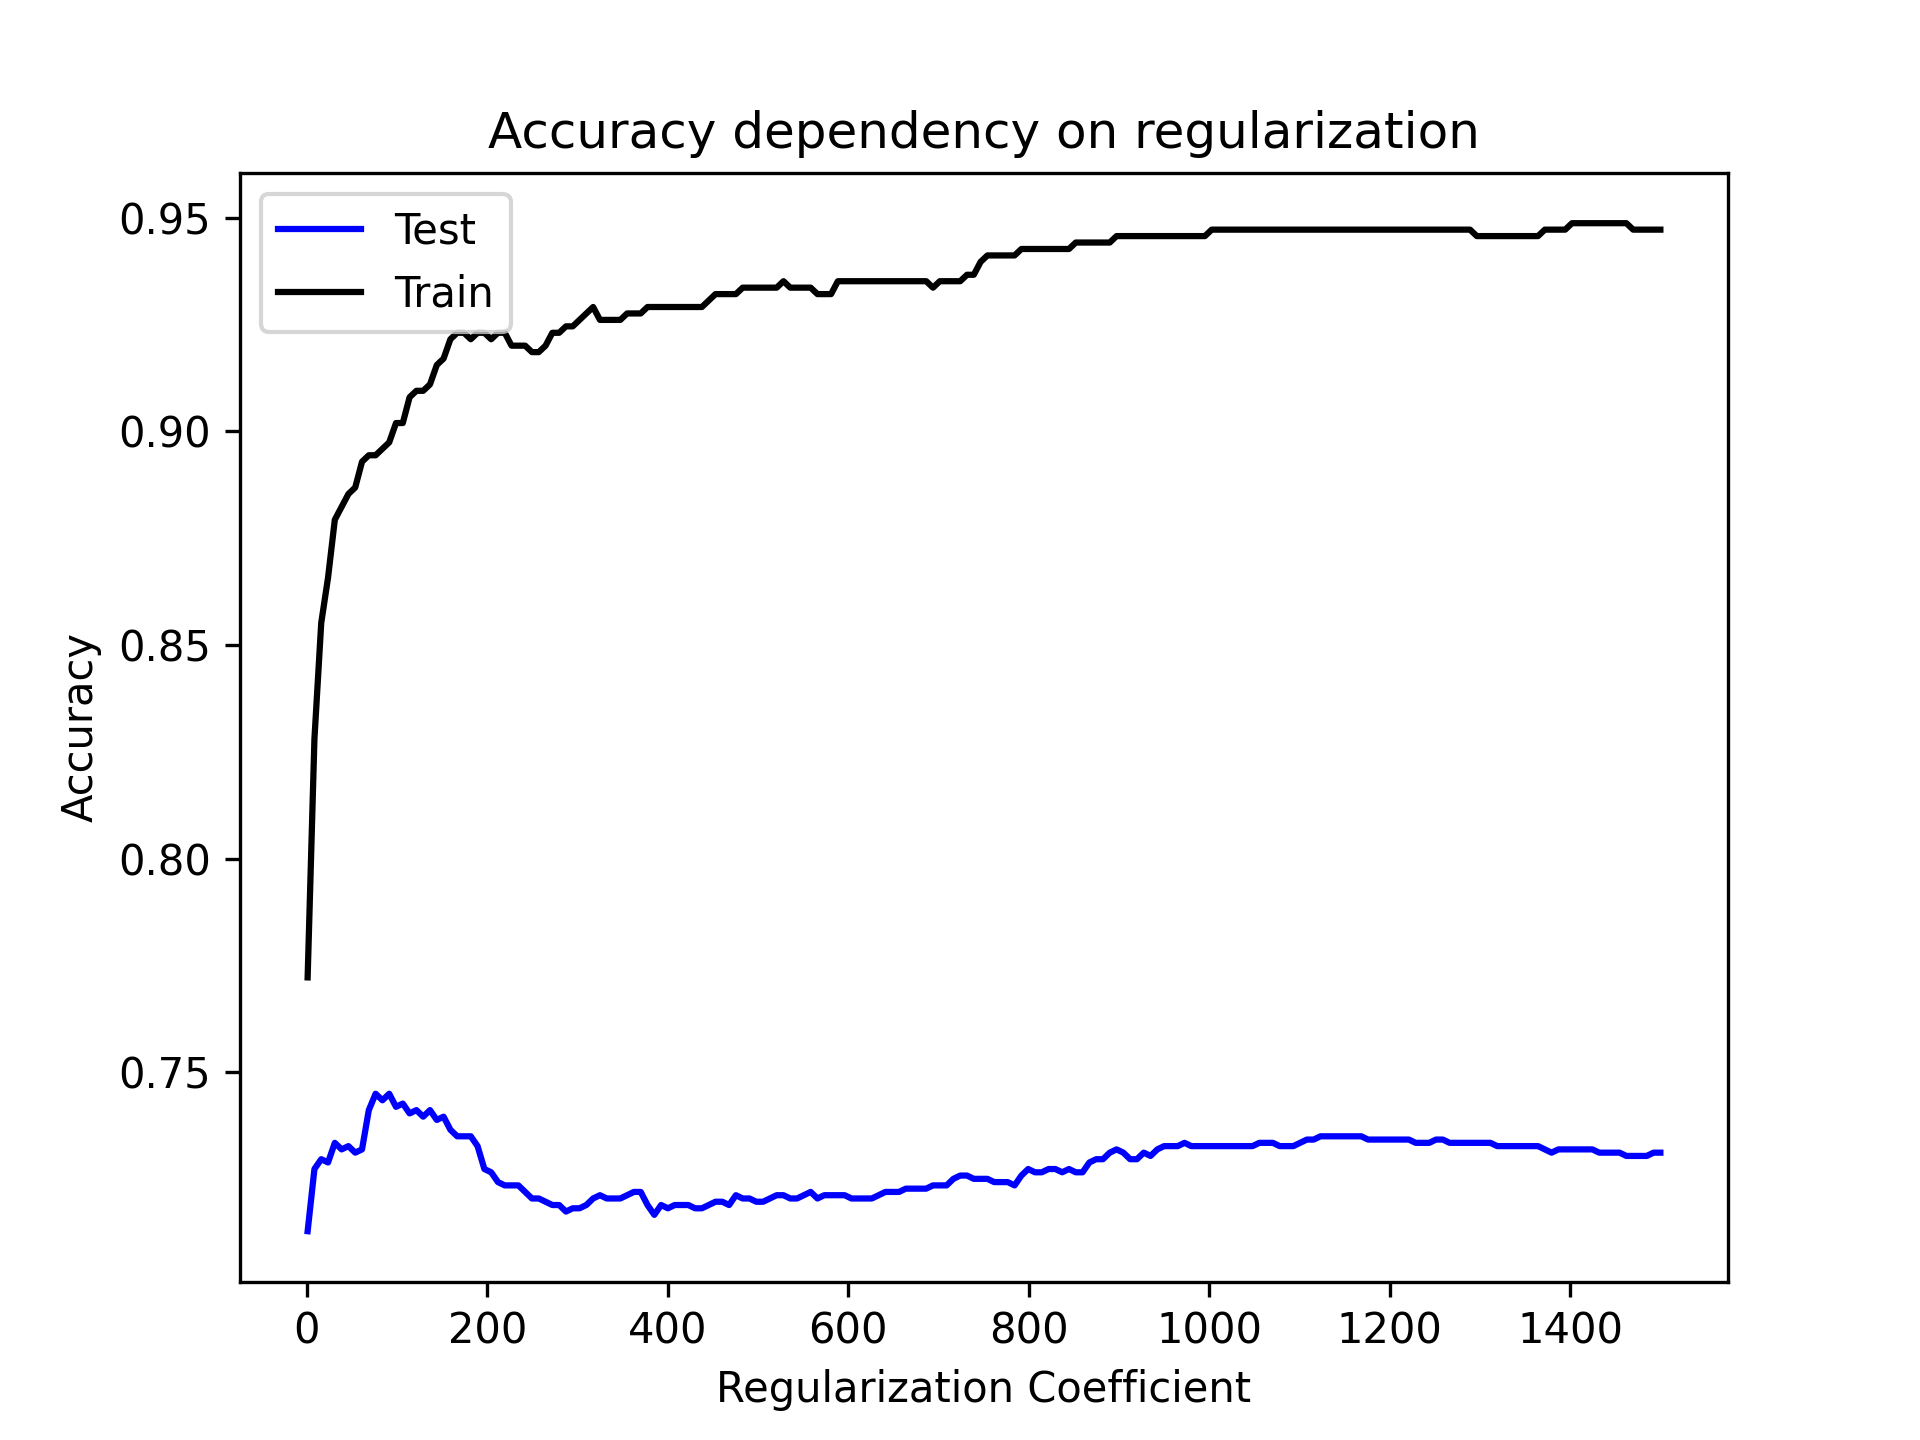 Accuracy dependency on regularization
Test
Train
0.95
0.90
0.85
0.80
0.75
Accuracy
0 200 400 600 800 1000 1200 1400
Regularization Coefficient